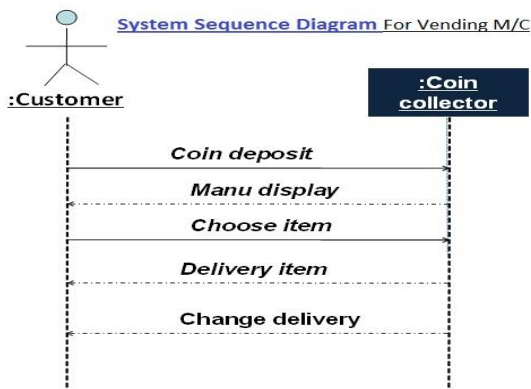 System Sequence Diagram For Vending M/C
:Customer
:Coin
collector
Coin deposit
Manu display
Choose item
Delivery item
Change delivery